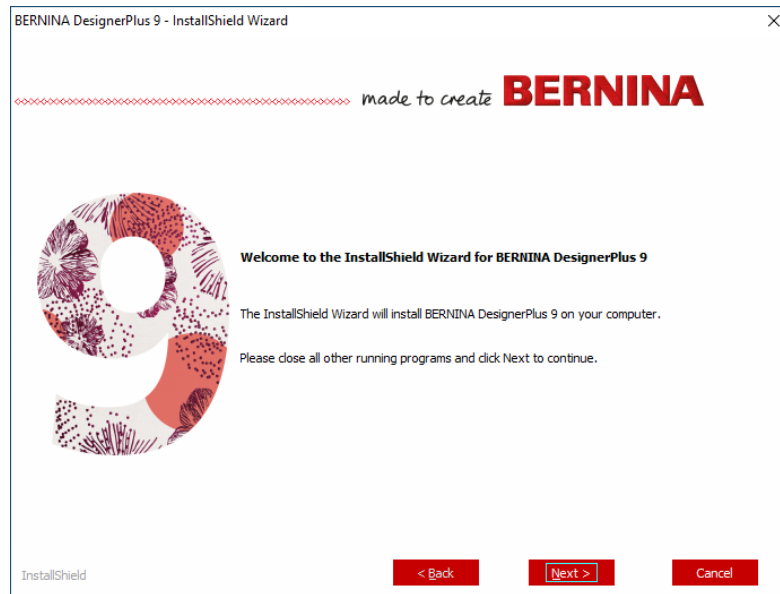 BERNINA DesignerPlus 9 - InstallShield Wizard
made to create BERNINA
9
Welcome to the InstallShield Wizard for BERNINA DesignerPlus 9
The InstallShield Wizard will install BERNINA DesignerPlus 9 on your computer.
Please close all other running programs and click Next to continue.
InstallShield
< Back Next > Cancel